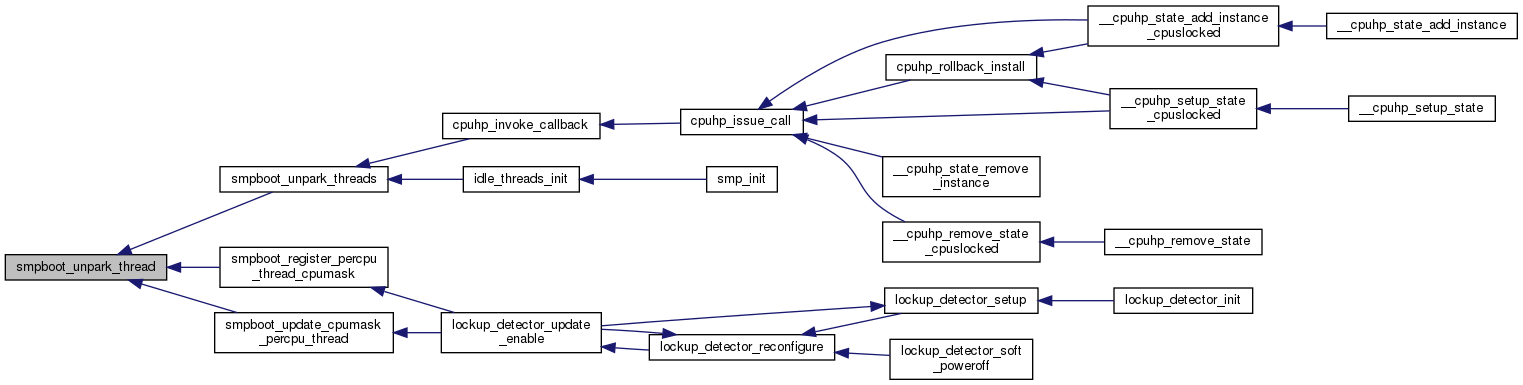 __cpuhp_state_add_instance
_cpuslocked
__cpuhp_state_add_instance
cpuhp_rollback_install
__cpuhp_setup_state
_cpuslocked
__cpuhp_setup_state
cpuhp_invoke_callback
cpuhp_issue_call
smpboot_unpark_threads
idle_threads_init
smp_init
__cpuhp_state_remove
_instance
__cpuhp_remove_state
_cpuslocked
__cpuhp_remove_state
smpboot_unpark_thread
smpboot_register_percpu
_thread_cpumask
smpboot_update_cpumask
_percpu_thread
lockup_detector_update
_enable
lockup_detector_setup
lockup_detector_init
lockup_detector_reconfigure
lockup_detector_soft
_poweroff